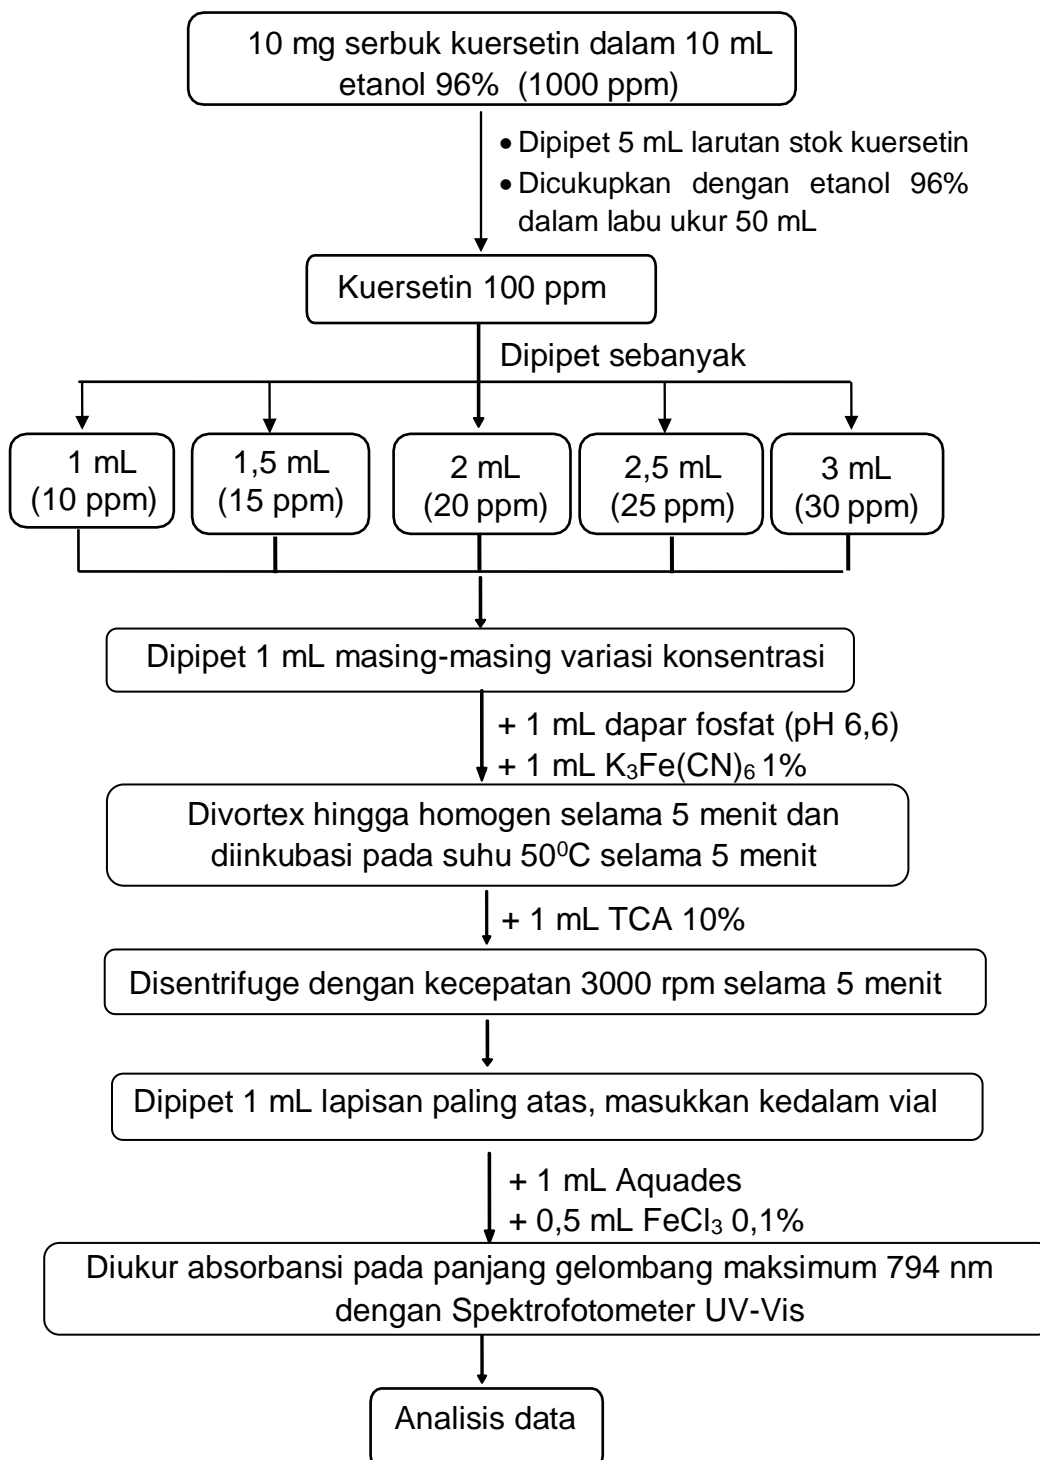 10 mg serbuk kuersetin dalam 10 mL
etanol 96% (1000 ppm)
• Dipipet 5 mL larutan stok kuersetin
• Dicukupkan dengan etanol 96%
dalam labu ukur 50 mL
Kuersetin 100 ppm
Dipipet sebanyak
1 mL
(10 ppm)
1,5 mL
(15 ppm)
2 mL
(20 ppm)
2,5 mL
(25 ppm)
3 mL
(30 ppm)
Dipipet 1 mL masing-masing variasi konsentrasi
+ 1 mL dapar fosfat (pH 6,6)
+ 1 mL K₃Fe(CN)₆ 1%
Divortex hingga homogen selama 5 menit dan
diinkubasi pada suhu 50⁰C selama 5 menit
+ 1 mL TCA 10%
Disentrifuge dengan kecepatan 3000 rpm selama 5 menit
Dipipet 1 mL lapisan paling atas, masukkan kedalam vial
+ 1 mL Aquades
+ 0,5 mL FeCl₃ 0,1%
Diukur absorbansi pada panjang gelombang maksimum 794 nm
dengan Spektrofotometer UV-Vis
Analisis data